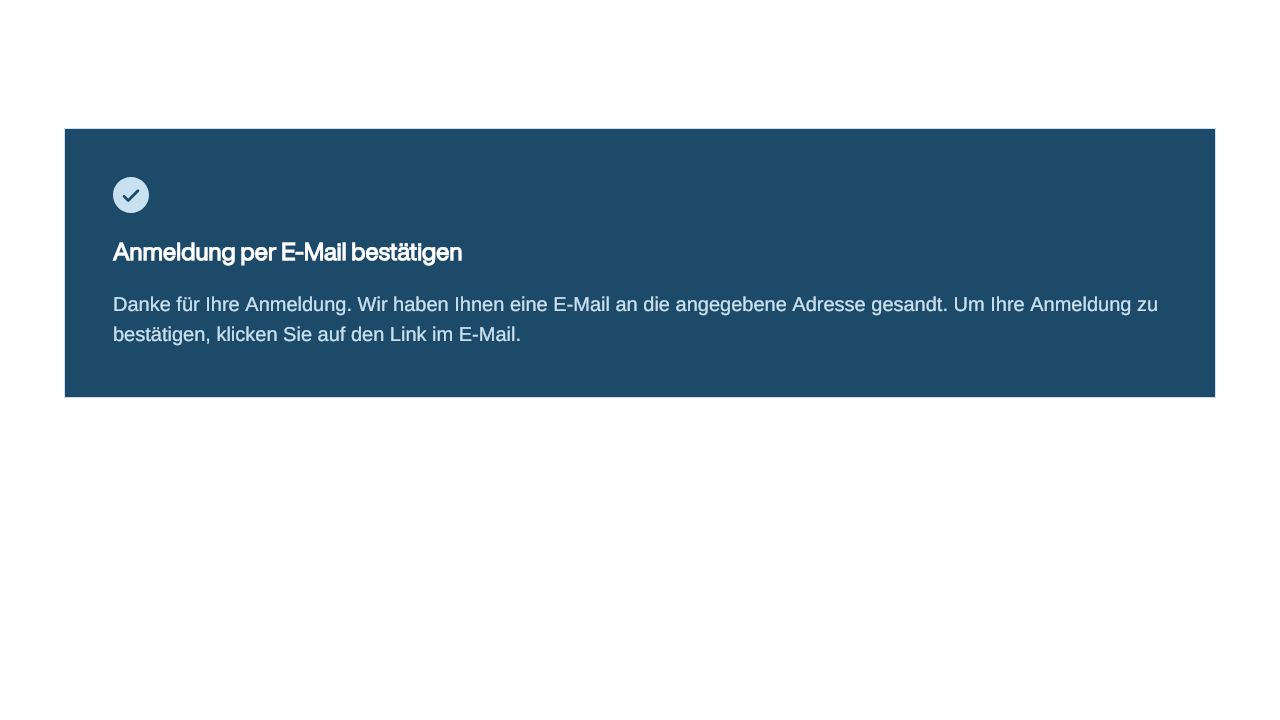 Anmeldung per E-Mail bestätigen
Danke für Ihre Anmeldung. Wir haben Ihnen eine E-Mail an die angegebene Adresse gesandt. Um Ihre Anmeldung zu
bestätigen, klicken Sie auf den Link im E-Mail.